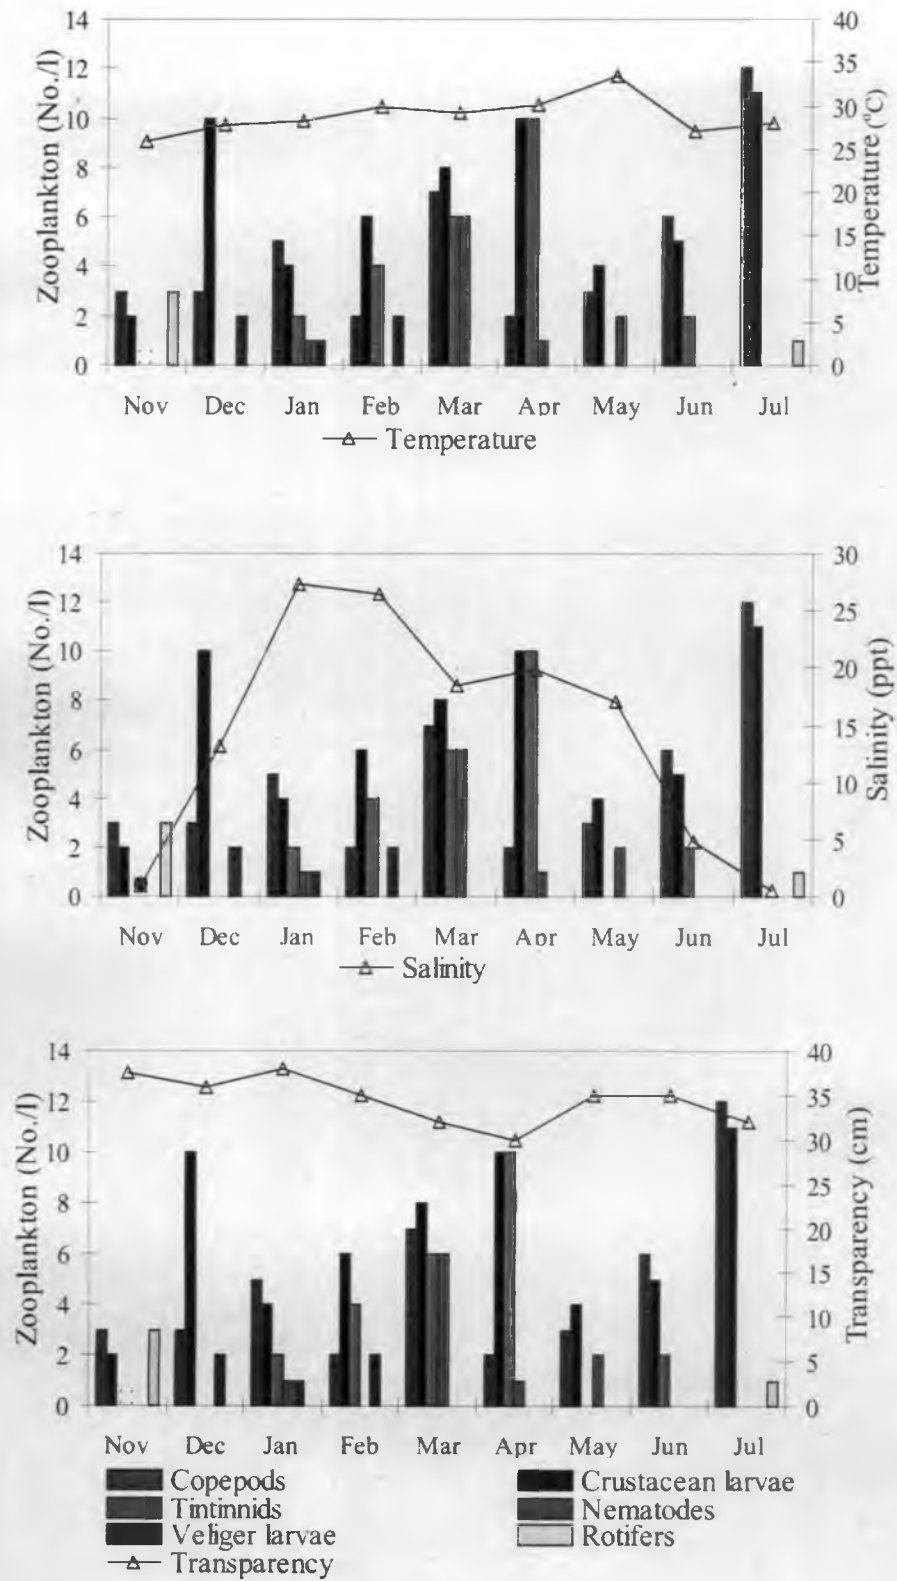 14 40
12 35
10 30
8 25
6 20
4 15
2 10
0 5
0
Zooplankton (No./l)
Temperature (°C)
Nov Dec Jan Feb Mar Apr May Jun Jul
Temperature
14 30
12 25
10 20
8 15
6 10
4 5
2 0
0
Zooplankton (No./l)
Salinity (ppt)
Nov Dec Jan Feb Mar Apr May Jun Jul
Salinity
14 40
12 35
10 30
8 25
6 20
4 15
2 10
0 5
0
Zooplankton (No./l)
Transparency (cm)
Nov Dec Jan Feb Mar Apr May Jun Jul
Copepods Crustacean larvae
Tintinnids Nematodes
Veliger larvae Rotifers
Transparency